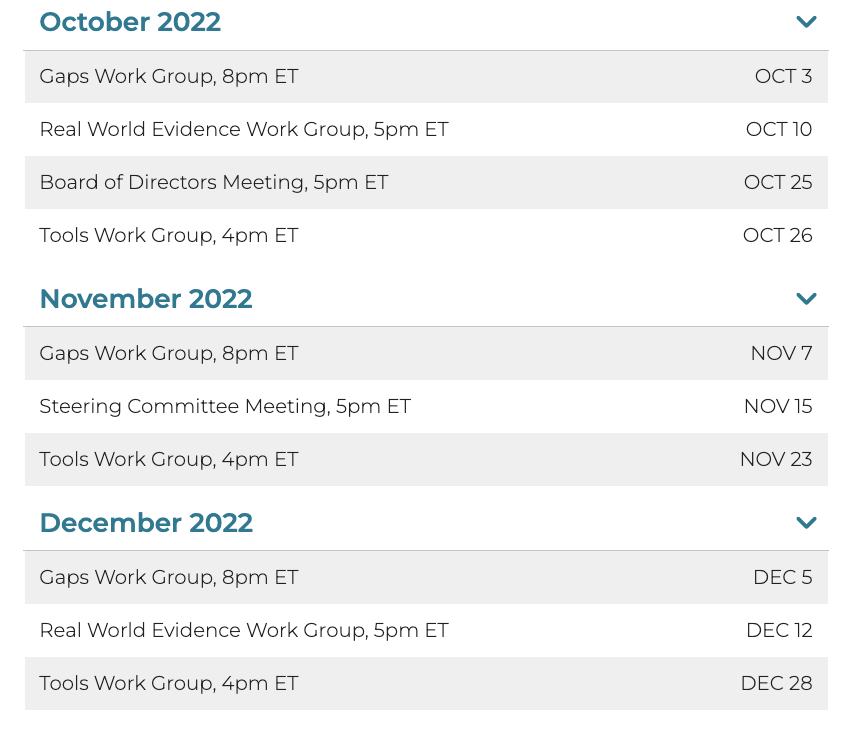 October 2022
Gaps Work Group, 8pm ET OCT 3
Real World Evidence Work Group, 5pm ET OCT 10
Board of Directors Meeting, 5pm ET OCT 25
Tools Work Group, 4pm ET OCT 26
November 2022
Gaps Work Group, 8pm ET NOV 7
Steering Committee Meeting, 5pm ET NOV 15
Tools Work Group, 4pm ET NOV 23
December 2022
Gaps Work Group, 8pm ET DEC 5
Real World Evidence Work Group, 5pm ET DEC 12
Tools Work Group, 4pm ET DEC 28